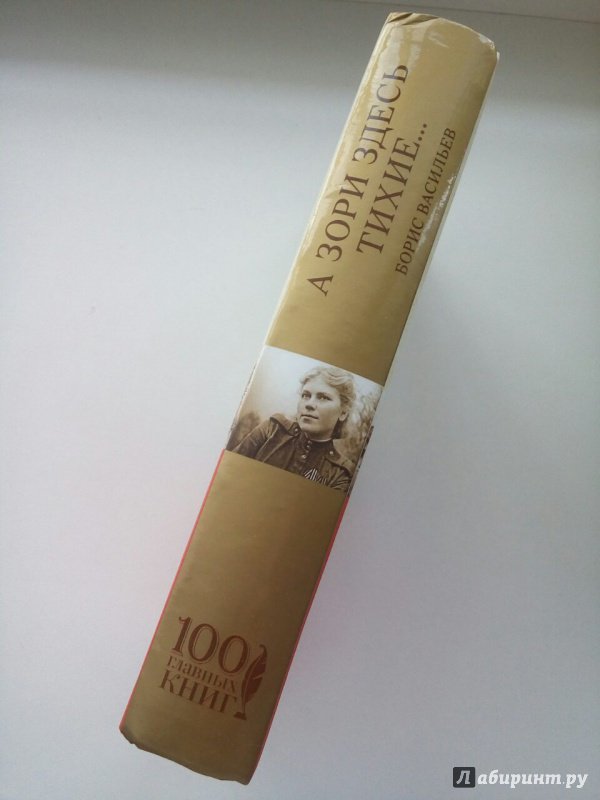 А ЗОРИ ЗДЕСЬ
ТИХИЕ...
БОРИС ВАСИЛЬЕВ
100
главных
КНИГ
Лабиринт.ру